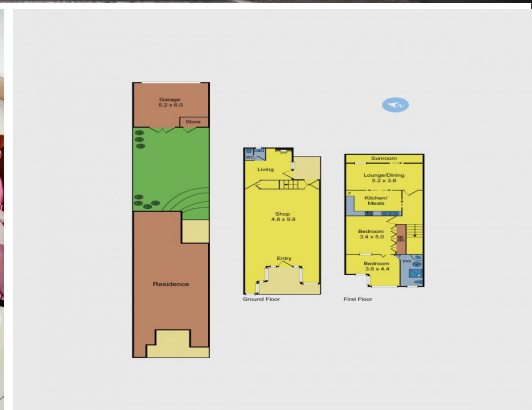 Garage
5.2 x 6.0
Store
Residence
Living
Shop
4.8 x 9.8
Entry
Ground Floor
Sunroom
Lounge/Dining
5.2 x 3.8
Kitchen/
Meals
Bedroom
3.4 x 5.0
Bedroom
3.6 x 4.4
First Floor